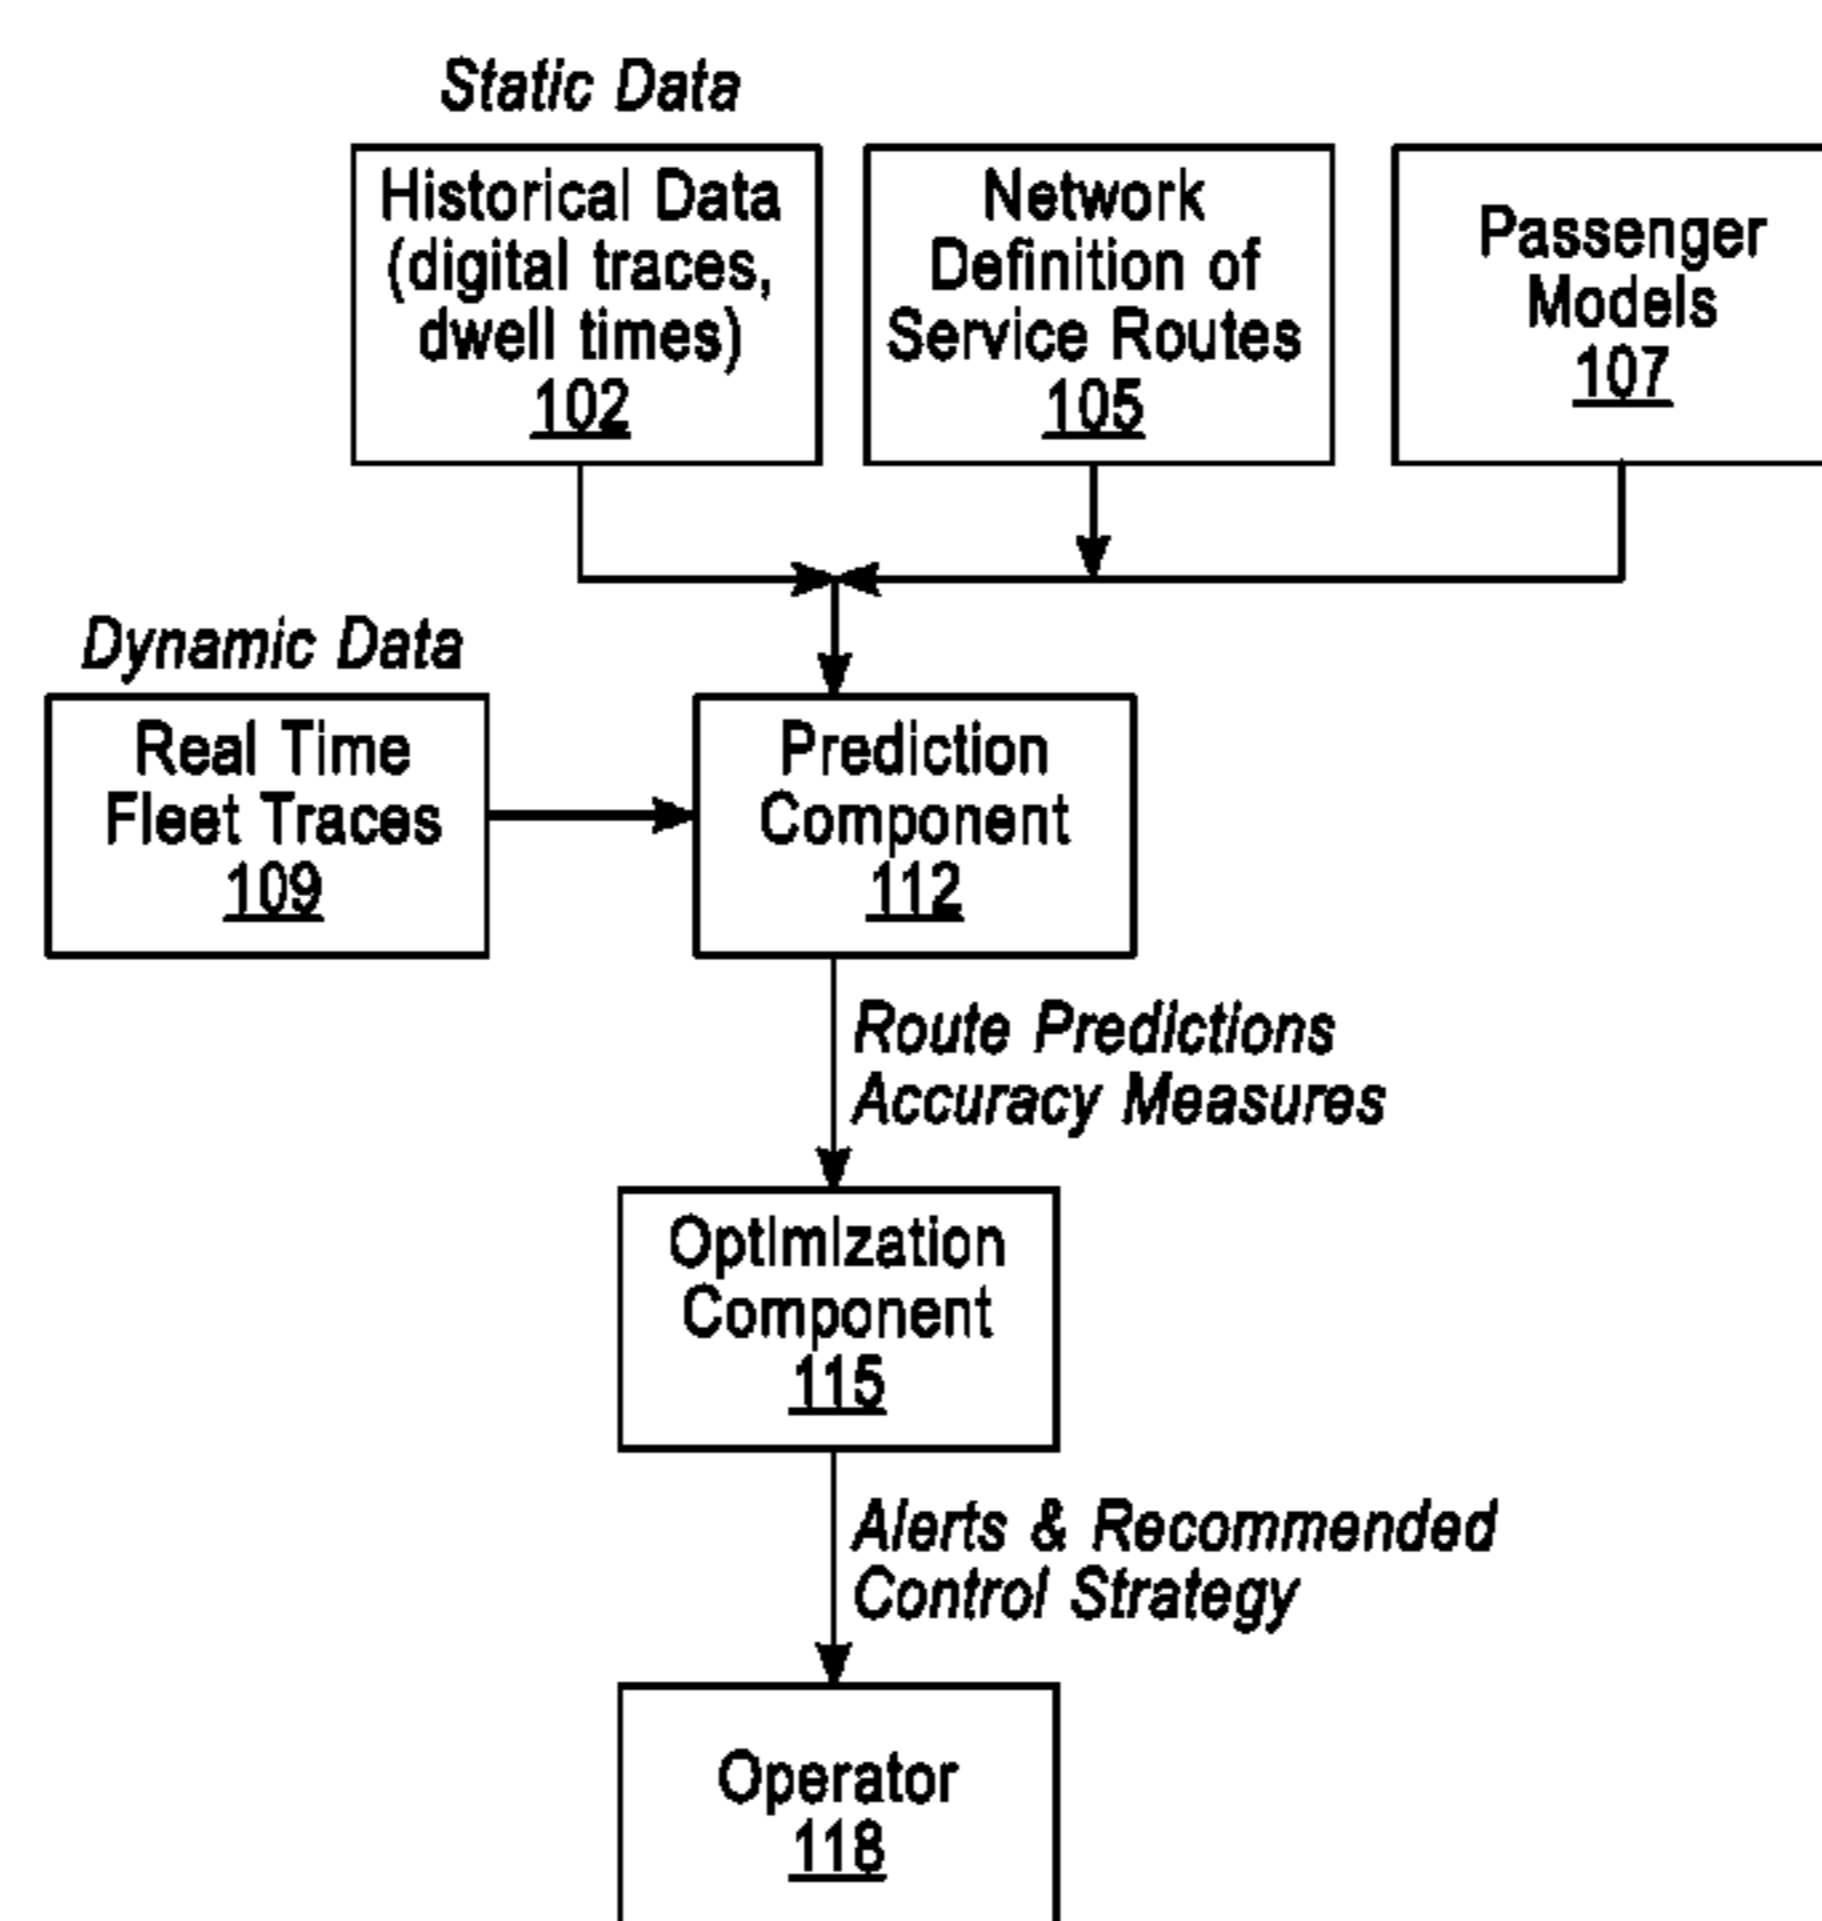 Static Data
Historical Data
(digital traces,
dwell times)
102
Network
Definition of
Service Routes
105
Passenger
Models
107
Dynamic Data
Real Time
Fleet Traces
109
Prediction
Component
112
Route Predictions
Accuracy Measures
Optimization
Component
115
Alerts & Recommended
Control Strategy
Operator
118